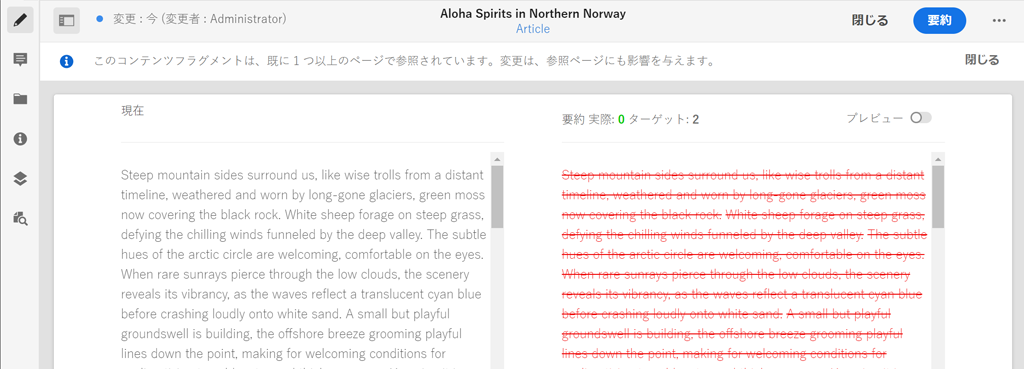 変更 : 今 (変更者 : Administrator)
Aloha Spirits in Northern Norway
Article
閉じる
要約
このコンテンツフラグメントは、既に 1 つ以上のページで参照されています。変更は、参照ページにも影響を与えます。
閉じる
現在
要約 実際: 0 ターゲット: 2
プレビュー
Steep mountain sides surround us, like wise trolls from a distant
timeline, weathered and worn by long-gone glaciers, green moss
now covering the black rock. White sheep forage on steep grass,
defying the chilling winds funneled by the deep valley. The subtle
hues of the arctic circle are welcoming, comfortable on the eyes.
When rare sunrays pierce through the low clouds, the scenery
reveals its vibrancy, as the waves reflect a translucent cyan blue
before crashing loudly onto white sand. A small but playful
groundswell is building, the offshore breeze grooming playful
lines down the point, making for welcoming conditions for
Steep mountain sides surround us, like wise trolls from a distant
timeline, weathered and worn by long-gone glaciers, green moss
now covering the black rock. White sheep forage on steep grass,
defying the chilling winds funneled by the deep valley. The subtle
hues of the arctic circle are welcoming, comfortable on the eyes.
When rare sunrays pierce through the low clouds, the scenery
reveals its vibrancy, as the waves reflect a translucent cyan blue
before crashing loudly onto white sand. A small but playful
groundswell is building, the offshore breeze grooming playful
lines down the point, making for welcoming conditions for